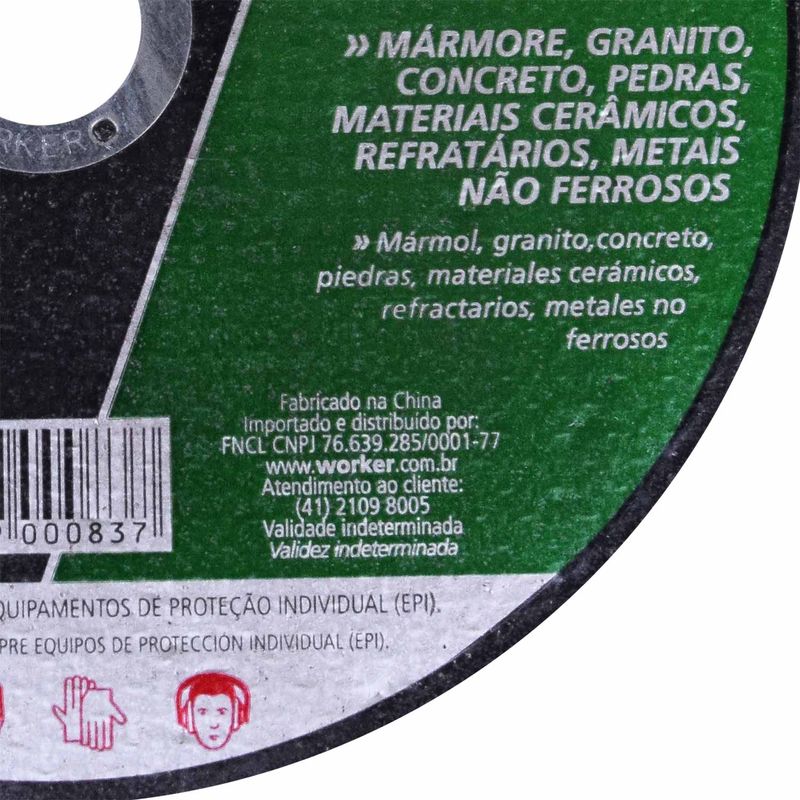 » MÁRMORE, GRANITO,
CONCRETO, PEDRAS,
MATERIAIS CERÂMICOS,
REFRATÁRIOS, METAIS
NÃO FERROSOS
» Mármol, granito,concreto,
piedras, materiales cerámicos,
refractarios, metales no
ferrosos
Fabricado na China
Importado e distribuído por:
FNCL CNPJ 76.639.285/0001-77
www.worker.com.br
Atendimento ao cliente:
(41) 2109 8005
Validade indeterminada
Validez indeterminada
000837
QUIPAMENTOS DE PROTEÇÃO INDIVIDUAL (EPI).
PRE EQUIPOS DE PROTECCIÓN INDIVIDUAL (EPI).
RKER